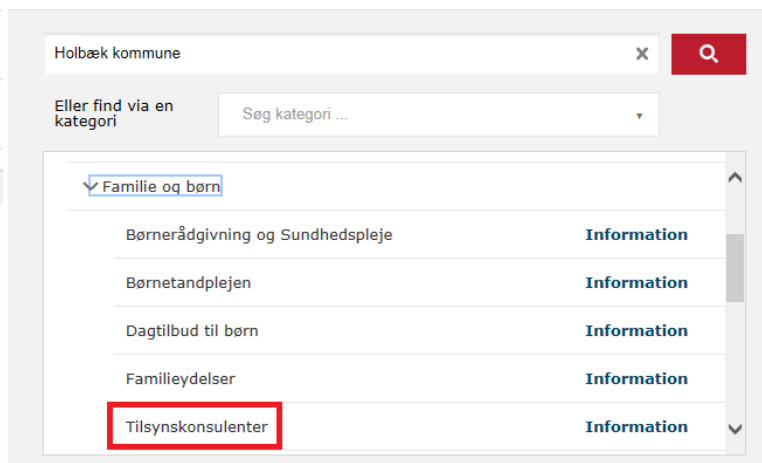 Holbæk kommune
Eller find via en
kategori
Søg kategori ...
Familie og børn
Børnerådgivning og Sundhedspleje Information
Børnetandplejen Information
Dagtilbud til børn Information
Familieydelser Information
Tilsynskonsulenter Information